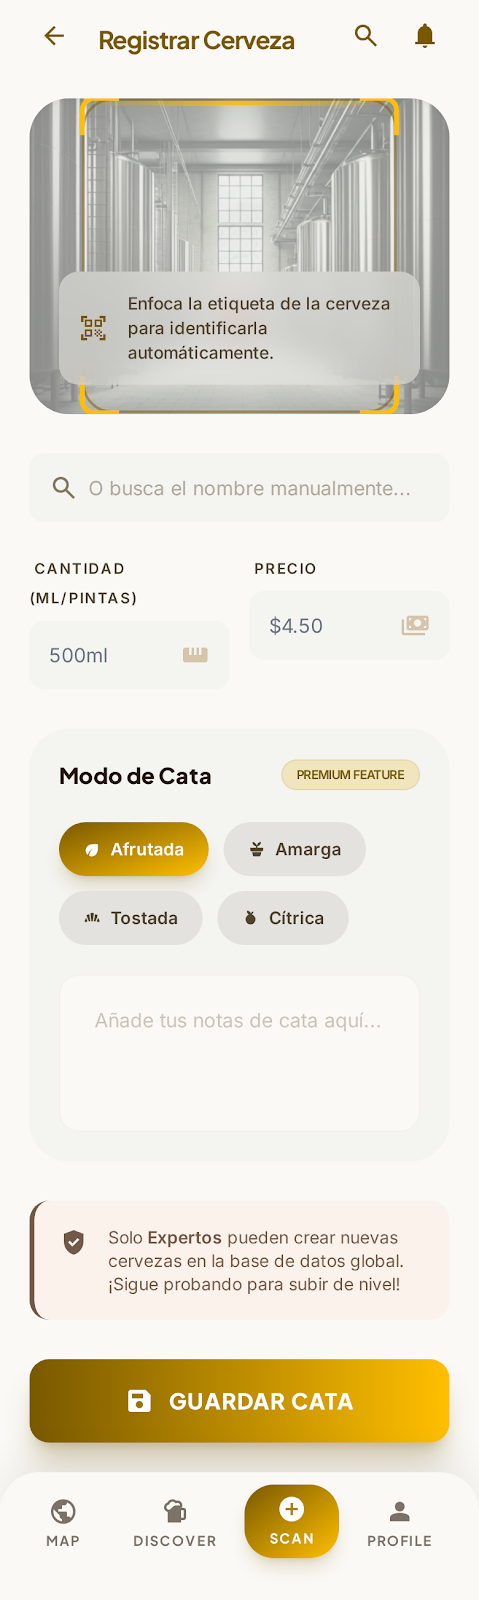 Registrar Cerveza
Enfoca la etiqueta de la cerveza
para identificarla
automáticamente.
O busca el nombre manualmente...
CANTIDAD
(ML/PINTAS)
500ml
PRECIO
$4.50
Modo de Cata
PREMIUM FEATURE
Afrutada
Amarga
Tostada
Cítrica
Añade tus notas de cata aquí...
Solo Expertos pueden crear nuevas
cervezas en la base de datos global.
¡Sigue probando para subir de nivel!
GUARDAR CATA
MAP
DISCOVER
SCAN
PROFILE